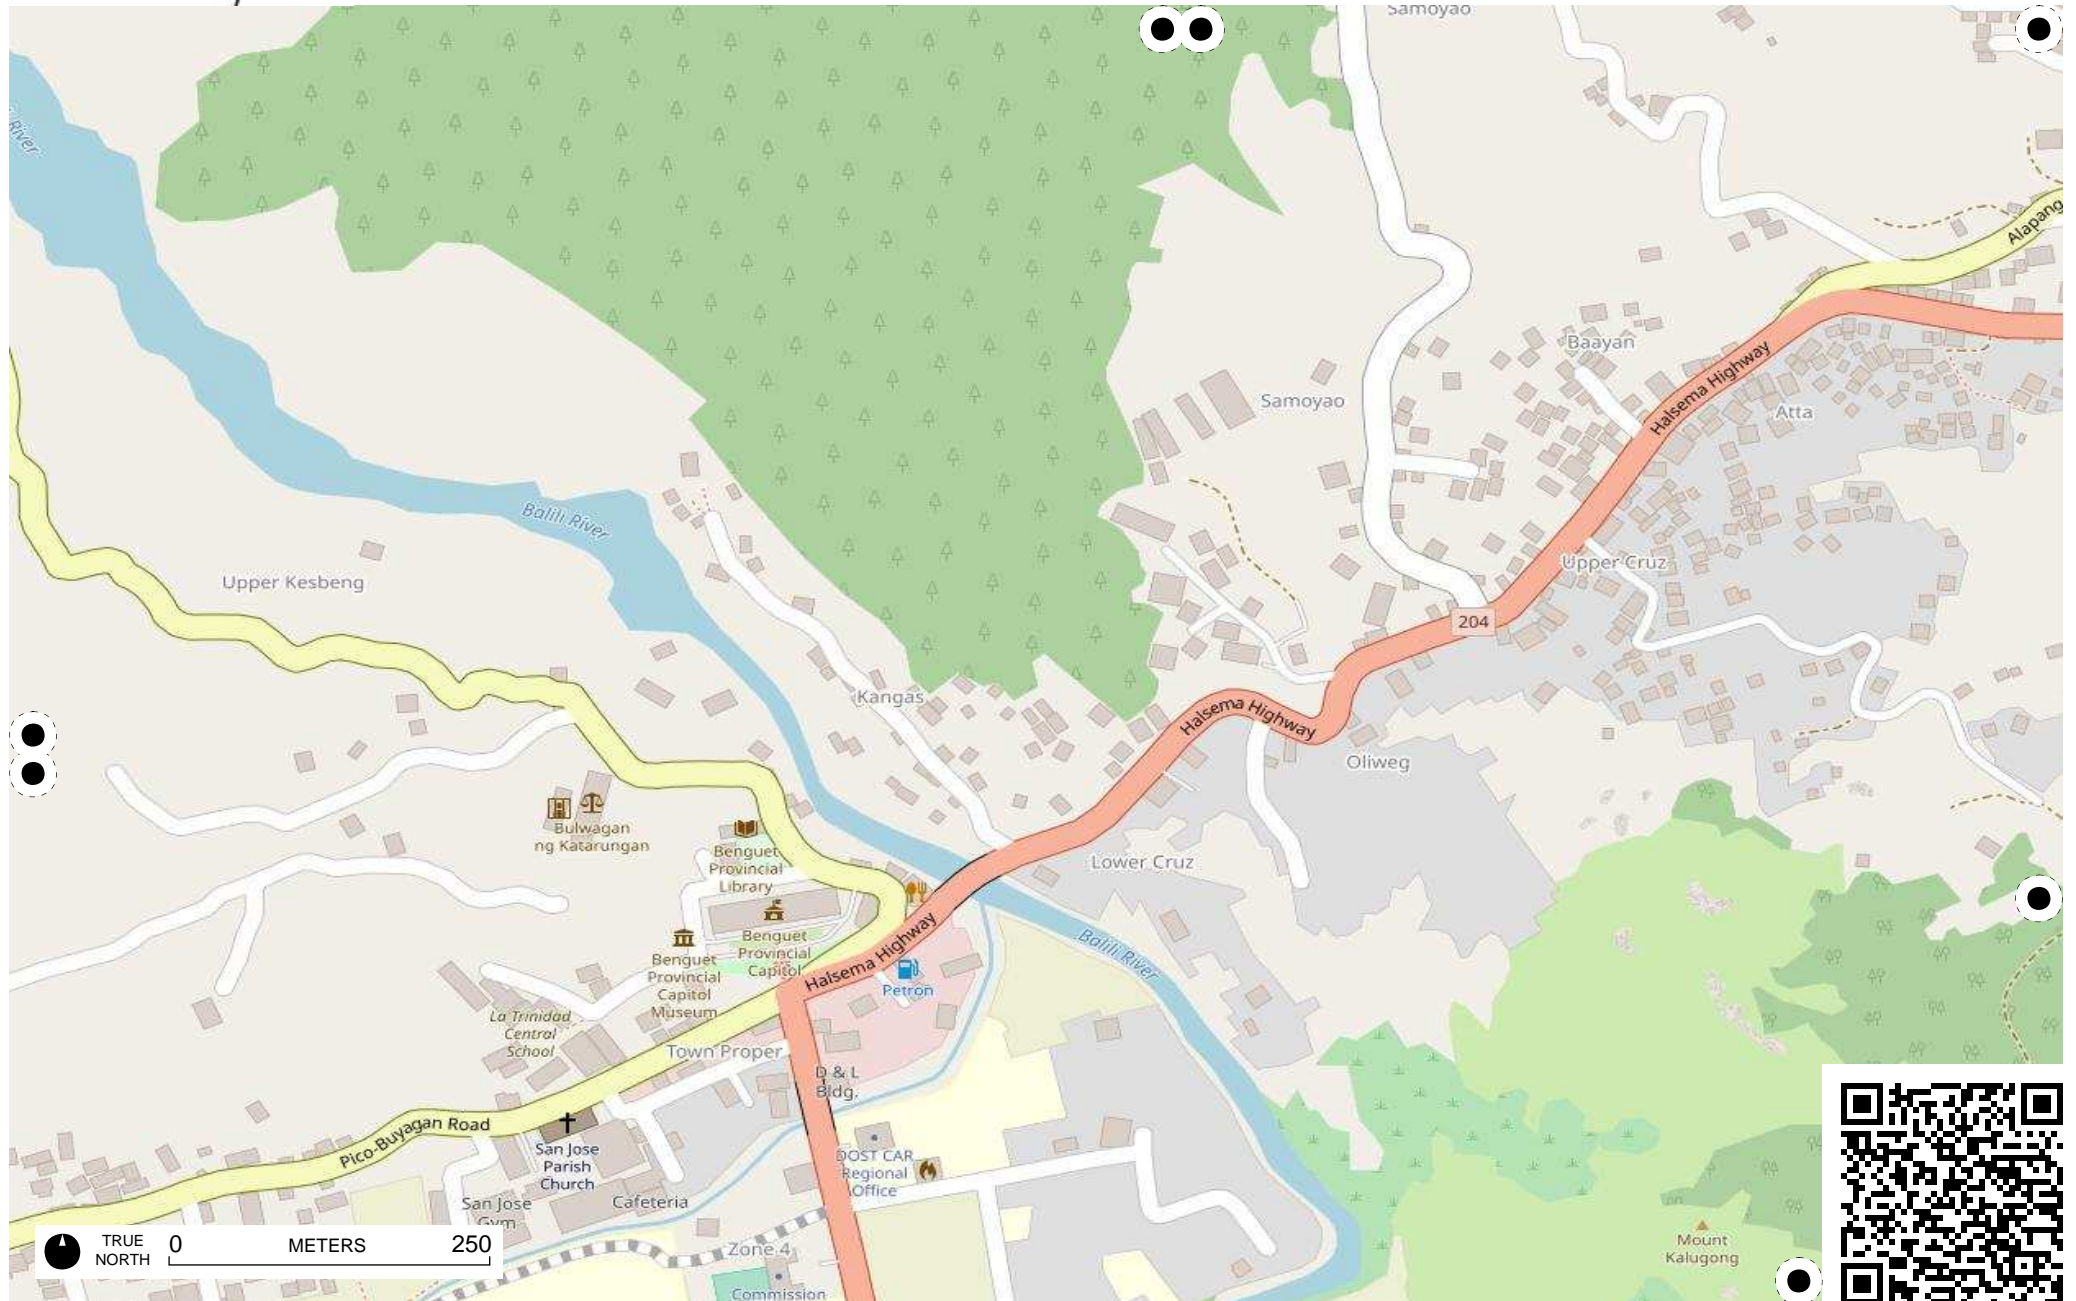 Samoyao
River
Alapang
Baayan
Halsema Highway
Samoyao
Atta
Balili River
Upper Cruz
Upper Kesbeng
204
Kangas
Halsema Highway
Oliweg
Bulwagan
ng Katarungan
Benguet
Provincial
Library
Lower Cruz
Halsema Highway
Balili River
Benguet
Provincial
Capitol
Benguet
Provincial
Capitol
Museum
Petron
La Trinidad
Central
School
Town Proper
D & L
Bldg.
Pico-Buyagan Road
San Jose
Parish
Church
DOST CAR
Regional
Office
San Jose
Gym
Cafeteria
Zone 4
Commission
Mount
Kalugong
TRUE
NORTH
0 METERS 250